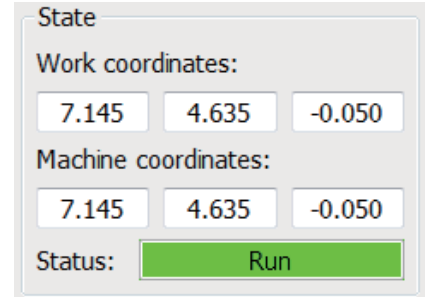 State
Work coordinates:
7.145 4.635 -0.050
Machine coordinates:
7.145 4.635 -0.050
Status: Run